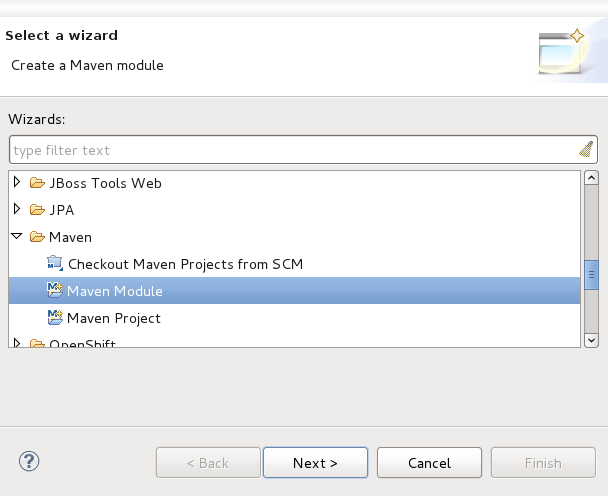 Select a wizard
Create a Maven module
Wizards:
type filter text
JBoss Tools Web
JPA
Maven
Checkout Maven Projects from SCM
Maven Module
Maven Project
OpenShift
< Back
Next >
Cancel
Finish